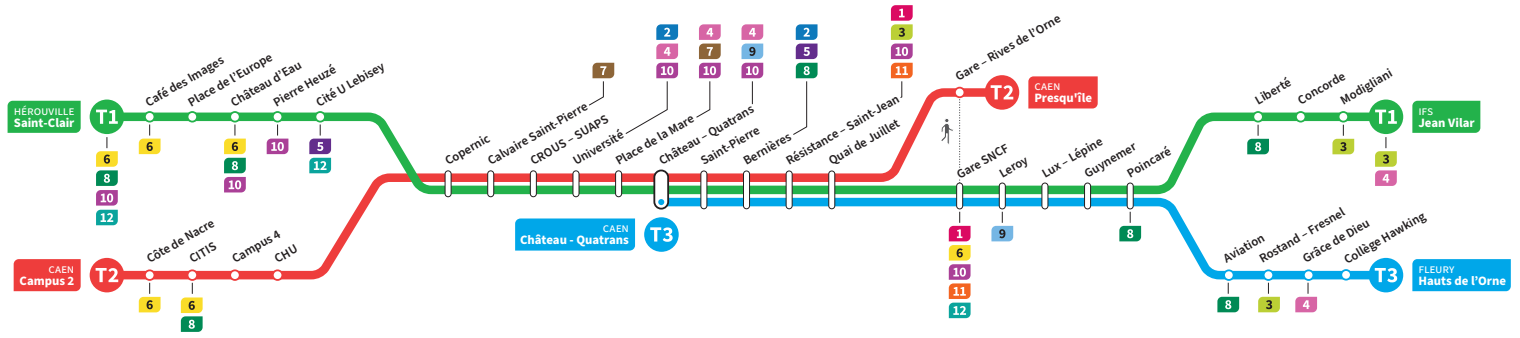 HÉROUVILLE
Saint-Clair
T1
6
8
10
12
Café des Images
6
Place de l'Europe
Château d'Eau
6
8
10
Pierre Heuzé
10
Cité U Lebisey
5
12
CAEN
Campus 2
T2
Côte de Nacre
6
CITIS
6
8
Campus 4
CHU
Copernic
Calvaire Saint-Pierre
7
CROUS – SUAPS
Université
2
4
10
Place de la Mare
4
7
10
Château – Quatrans
4
9
10
CAEN
Château - Quatrans
T3
Saint-Pierre
Bernières
2
5
8
Résistance – Saint-Jean
1
3
10
11
Quai de Juillet
Gare – Rives de l'Orne
T2
CAEN
Presqu'île
Gare SNCF
1
6
10
11
12
Leroy
9
Lux – Lépine
Guynemer
Poincaré
8
Liberté
8
Concorde
Modigliani
3
T1
3
4
IFS
Jean Vilar
Aviation
8
Rostand – Fresnel
3
Grâce de Dieu
4
Collège Hawking
T3
FLEURY
Hauts de l'Orne